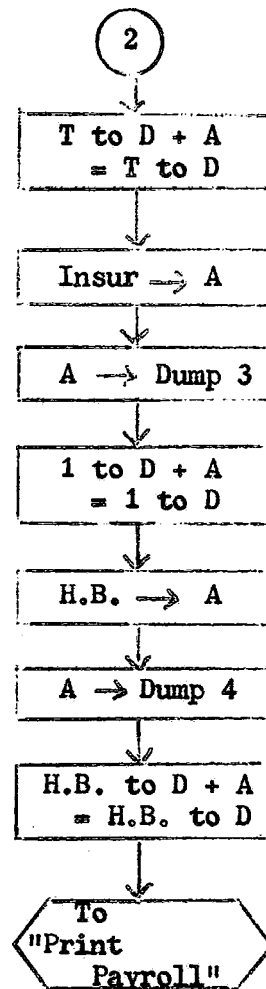 2
T to D + A
= T to D
Insur → A
A → Dump 3
1 to D + A
= 1 to D
H.B. → A
A → Dump 4
H.B. to D + A
= H.B. to D
To
"Print
Payroll"